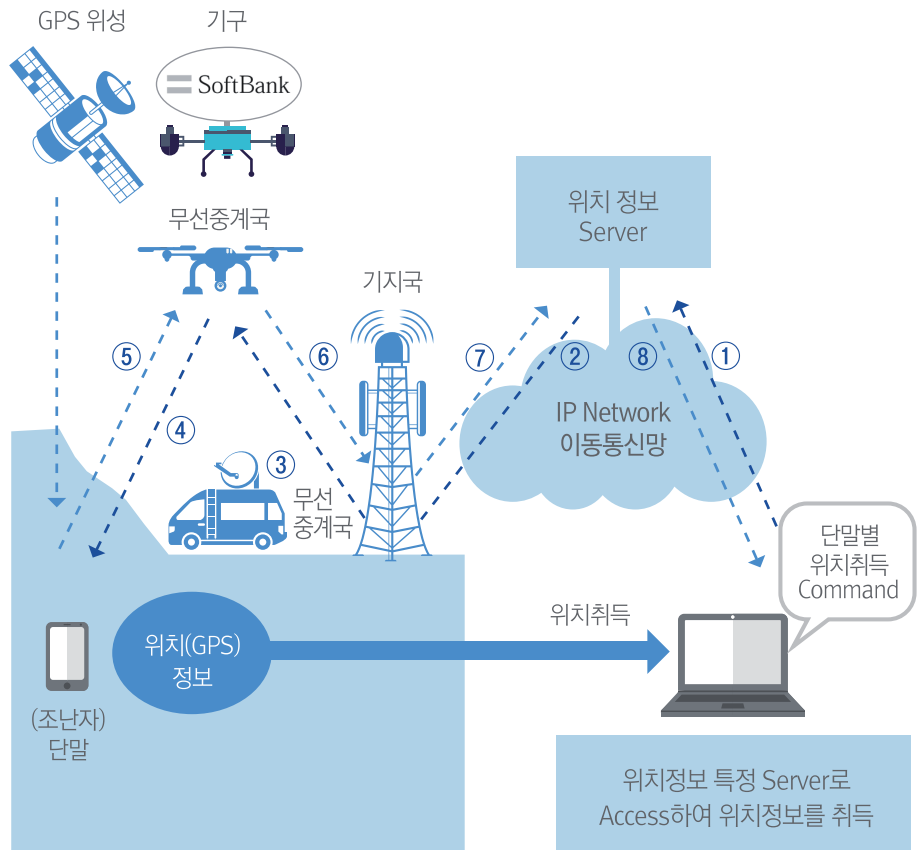 GPS 위성
기구
SoftBank
무선중계국
기지국
위치 정보
Server
⑤
④
⑥
⑦
②
⑧
①
③
무선
중계국
IP Network
이동통신망
단말별
위치취득
Command
위치(GPS)
정보
위치취득
(조난자)
단말
위치정보 특정 Server로
Access하여 위치정보를 취득